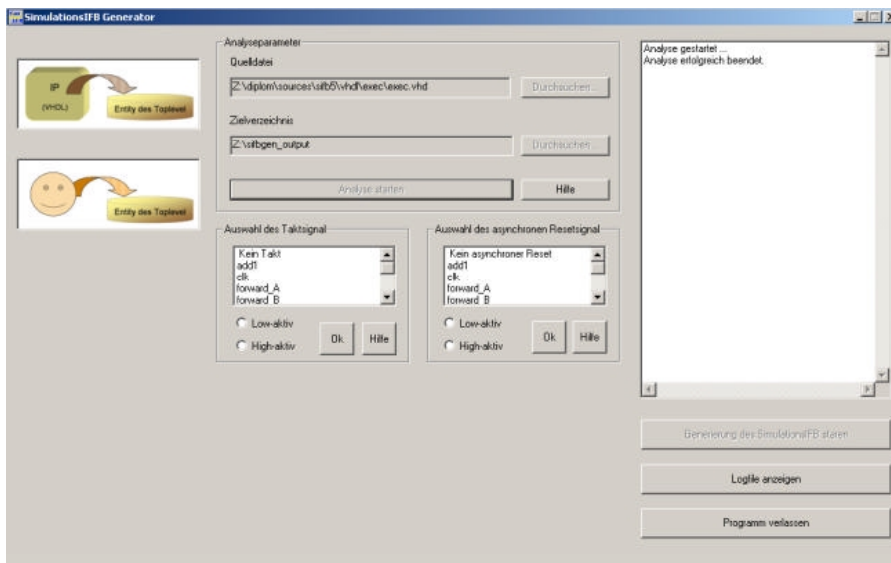 SimulationsIFB Generator
IP
(VHDL)
Entity des Toplevel
Entity des Toplevel
Analyseparameter
Quelldatei
Z:\diplom\sources\sifb5\vhdl\exec\exec.vhd
Durchsuchen...
Zielverzeichnis
Z:\sifbgen_output
Durchsuchen...
Analyse starten
Hilfe
Auswahl des Taktsignal
Kein Takt
add1
clk
forward_A
forward_B
Low-aktiv
High-aktiv
Ok
Hilfe
Auswahl des asynchronen Resetsignal
Kein asynchroner Reset
add1
clk
forward_A
forward_B
Low-aktiv
High-aktiv
Ok
Hilfe
Analyse gestartet ...
Analyse erfolgreich beendet.
Generierung des SimulationsIFB staren
Logfile anzeigen
Programm verlassen